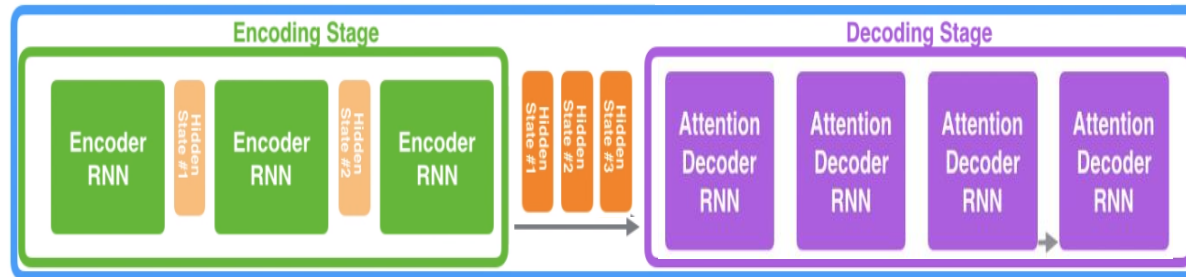 Encoding Stage
Decoding Stage
Encoder
RNN
Hidden
State #1
Encoder
RNN
Hidden
State #2
Encoder
RNN
Hidden
State #1
Hidden
State #2
Hidden
State #3
Attention
Decoder
RNN
Attention
Decoder
RNN
Attention
Decoder
RNN
Attention
Decoder
RNN